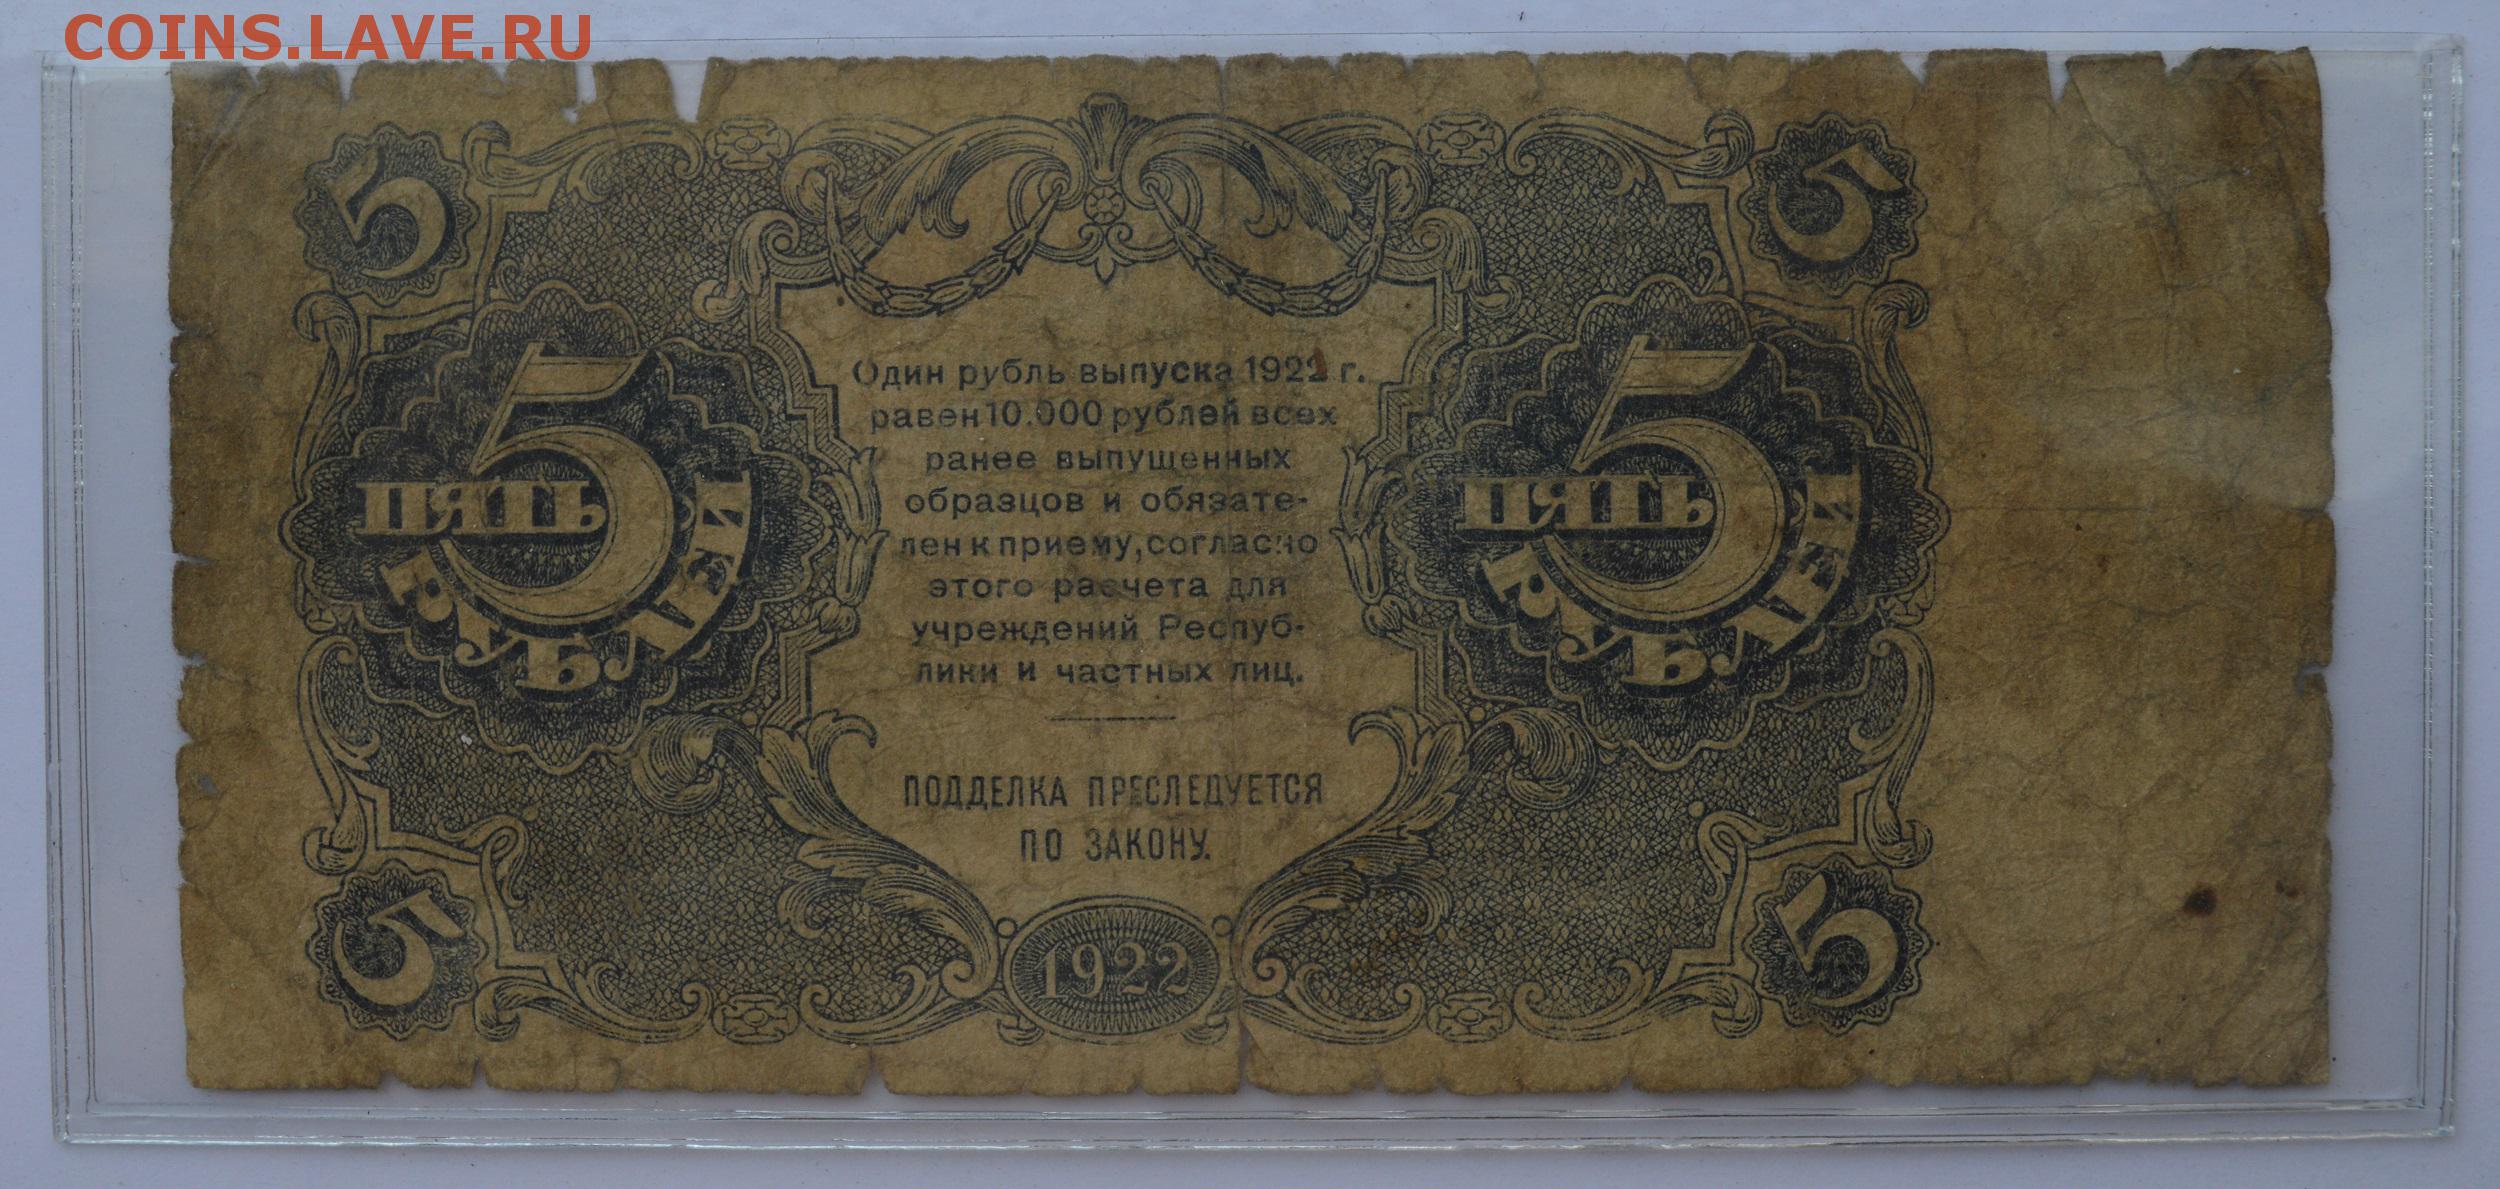 COINS.LAVE.RU
5
5
Один рубль выпуска 1922 г.
равен 10.000 рублей всех
ранее выпущенных
образцов и обязате-
лен к приему, согласно
этого расчета для
учреждений Респуб-
лики и частных лиц.
5
ПЯТЬ
РУБЛЕЙ
5
ПЯТЬ
РУБЛЕЙ
ПОДДЕЛКА ПРЕСЛЕДУЕТСЯ
ПО ЗАКОНУ.
5
1922
5